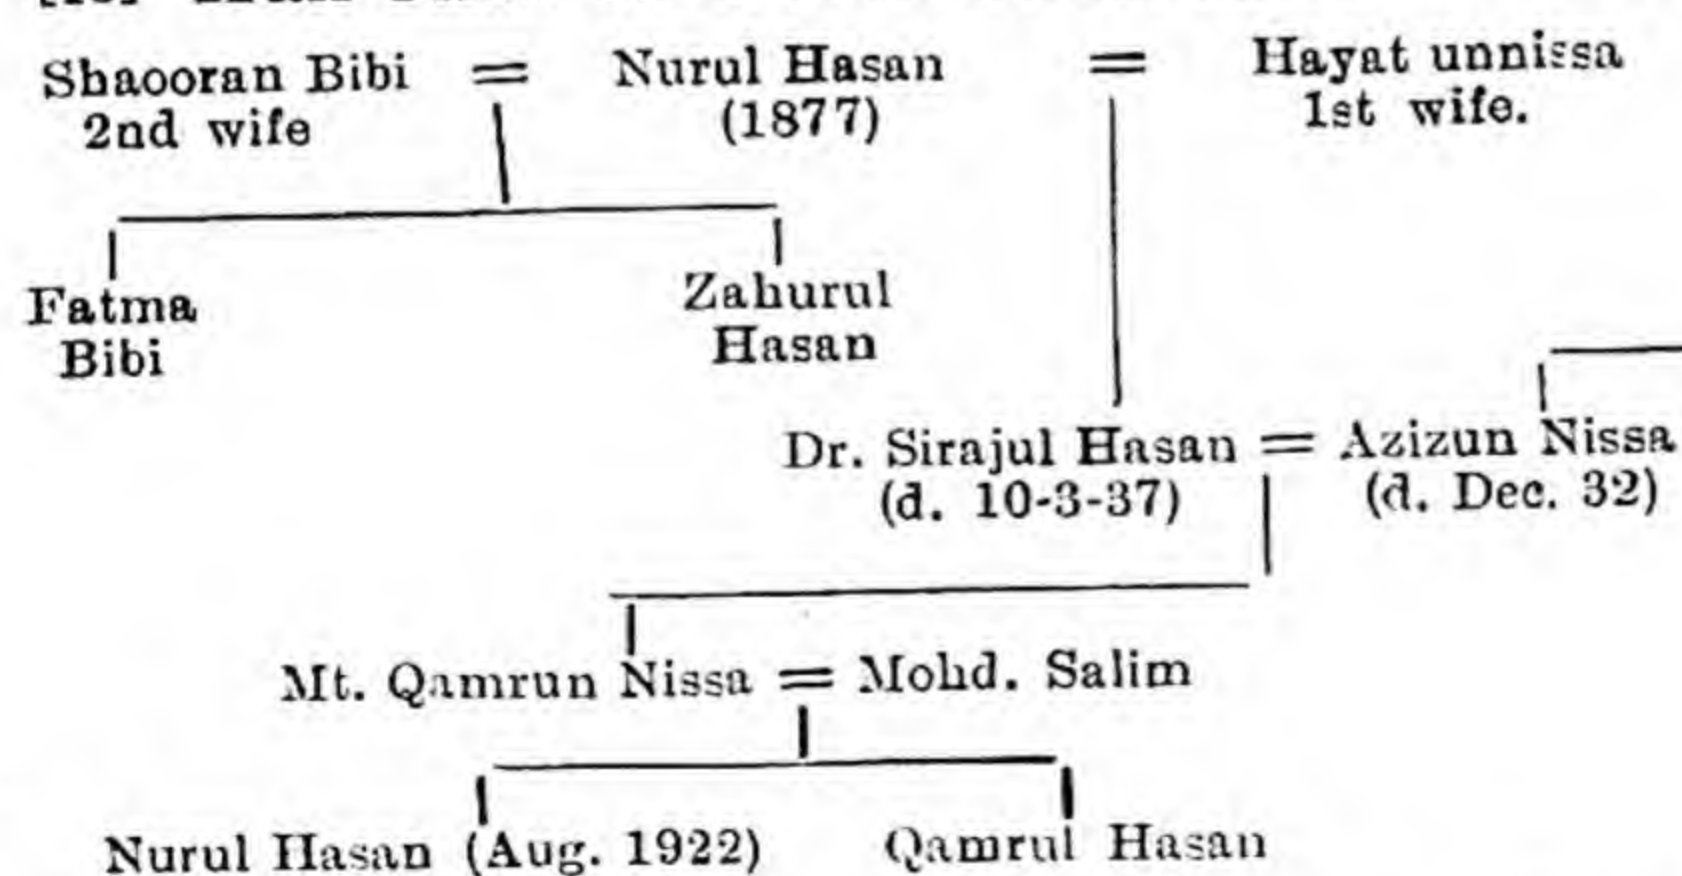 Shaooran Bibi = Nurul Hasan = Hayat unnissa
2nd wife (1877) 1st wife.
Fatma Zahurul
Bibi Hasan
Dr. Sirajul Hasan = Azizun Nissa
(d. 10-3-37) (d. Dec. 32)
Mt. Qamrun Nissa = Mohd. Salim
Nurul Hasan (Aug. 1922) Qamrul Hasan